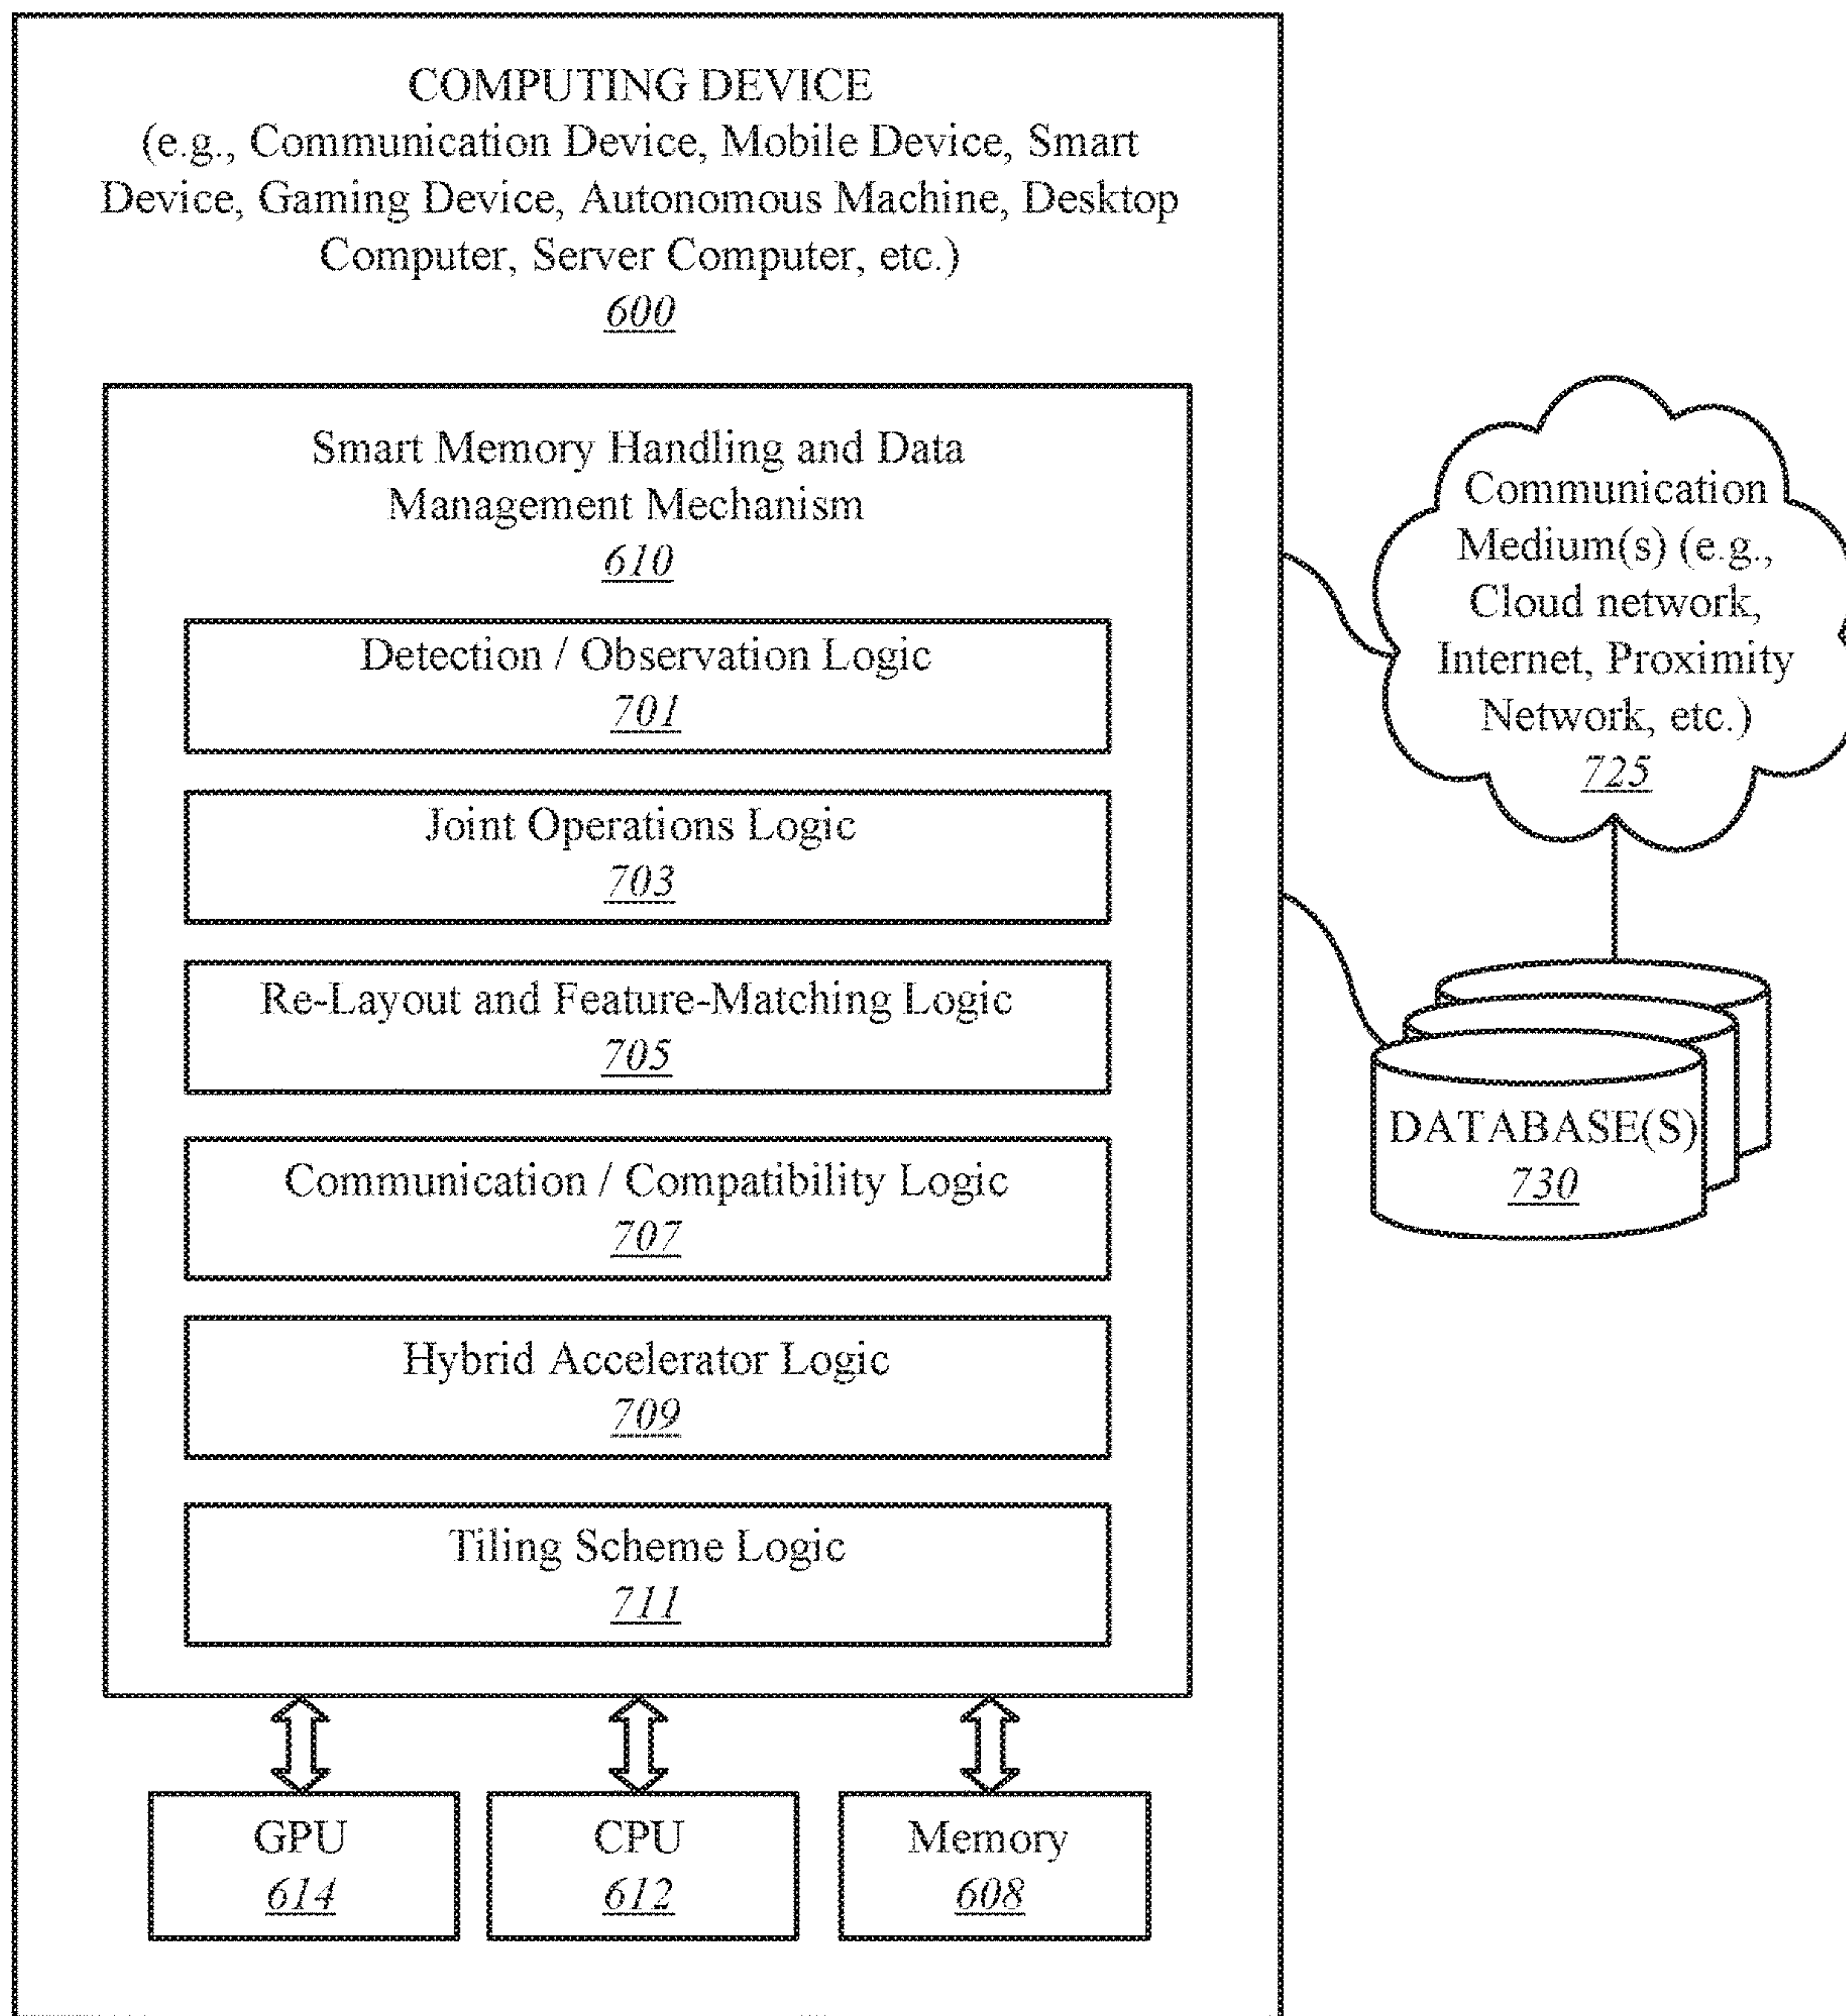 COMPUTING DEVICE
(e.g., Communication Device, Mobile Device, Smart
Device, Gaming Device, Autonomous Machine, Desktop
Computer, Server Computer, etc.)
600
Smart Memory Handling and Data
Management Mechanism
610
Detection / Observation Logic
701
Joint Operations Logic
703
Re-Layout and Feature-Matching Logic
705
Communication / Compatibility Logic
707
Hybrid Accelerator Logic
709
Tiling Scheme Logic
711
GPU
614
CPU
612
Memory
608
Communication
Medium(s) (e.g.,
Cloud network,
Internet, Proximity
Network, etc.)
725
DATABASE(S)
730